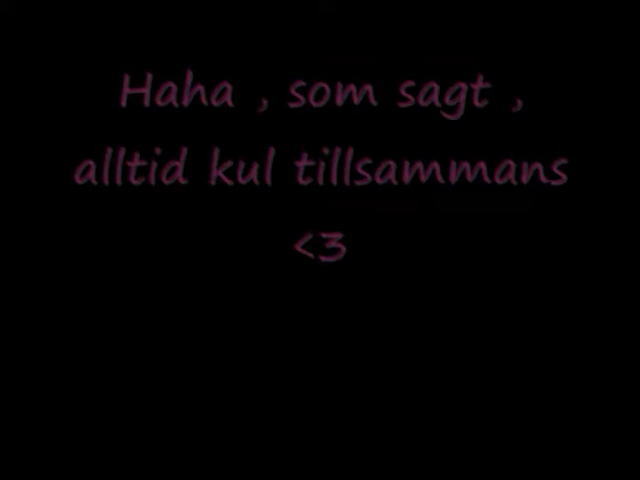 Haha , som sagt ,
alltid kul tillsammans
<3